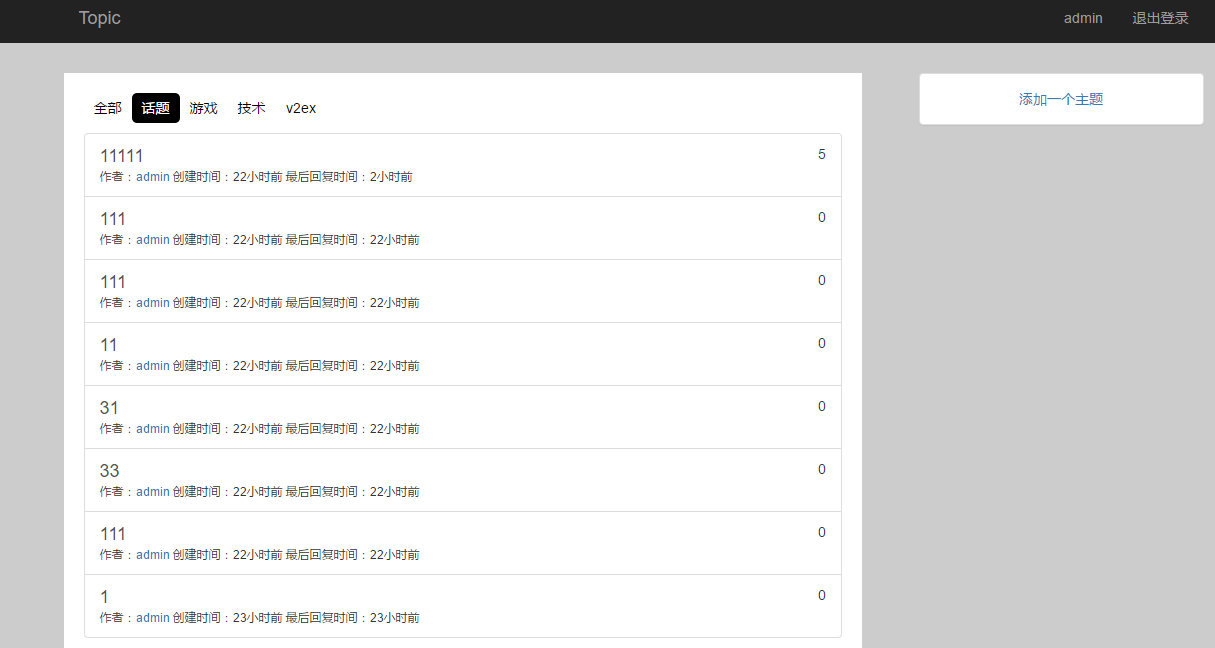 Topic admin 退出登录
全部 话题 游戏 技术 v2ex
添加一个主题
11111 5
作者：admin 创建时间：22小时前 最后回复时间：2小时前
111 0
作者：admin 创建时间：22小时前 最后回复时间：22小时前
111 0
作者：admin 创建时间：22小时前 最后回复时间：22小时前
11 0
作者：admin 创建时间：22小时前 最后回复时间：22小时前
31 0
作者：admin 创建时间：22小时前 最后回复时间：22小时前
33 0
作者：admin 创建时间：22小时前 最后回复时间：22小时前
111 0
作者：admin 创建时间：22小时前 最后回复时间：22小时前
1 0
作者：admin 创建时间：23小时前 最后回复时间：23小时前